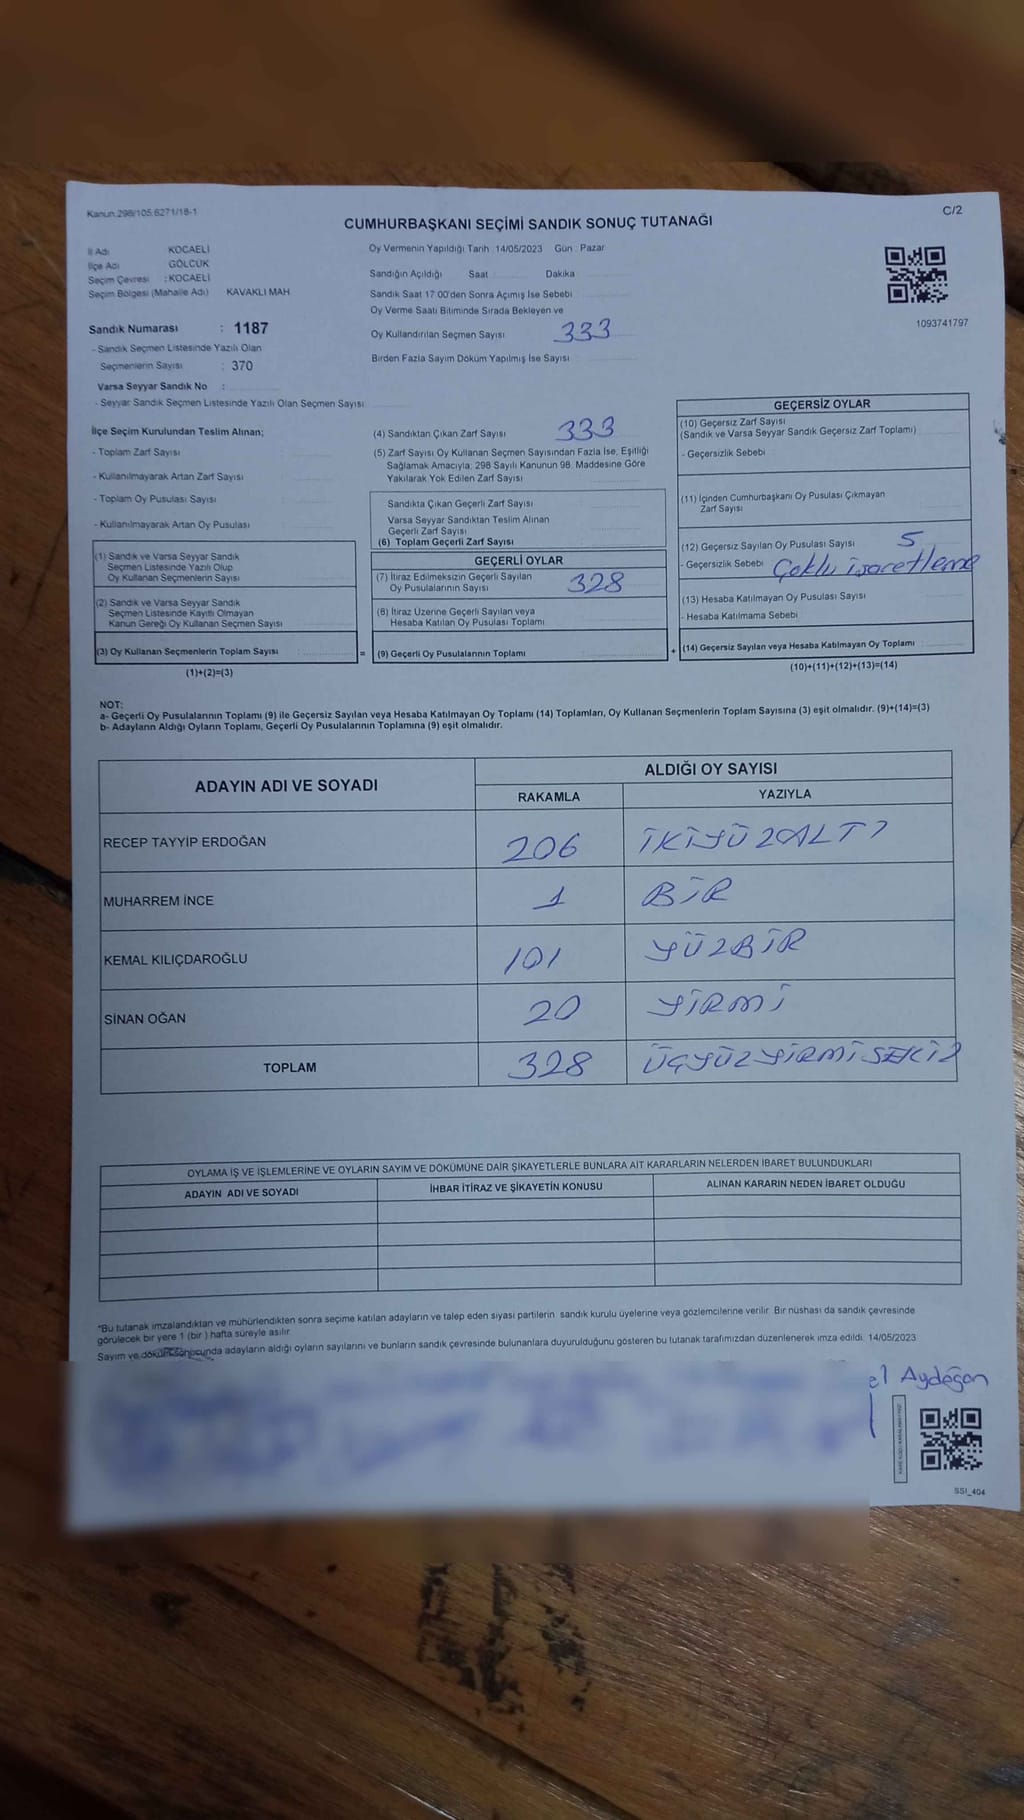 Kanun.298/105.6271/18-1
C/2
CUMHURBAŞKANI SEÇİMİ SANDIK SONUÇ TUTANAĞI
İl Adı KOCAELİ
İlçe Adı GÖLCÜK
Seçim Çevresi : KOCAELİ
Seçim Bölgesi (Mahalle Adı) KAVAKLI MAH.
Oy Vermenin Yapıldığı Tarih : 14/05/2023 Gün : Pazar
Sandığın Açıldığı Saat Dakika
Sandık Saat 17:00'den Sonra Açımış İse Sebebi
Oy Verme Saati Bitiminde Sırada Bekleyen ve
Oy Kullandırılan Seçmen Sayısı 333
Birden Fazla Sayım Döküm Yapılmış İse Sayısı
1093741797
Sandık Numarası : 1187
- Sandık Seçmen Listesinde Yazılı Olan
Seçmenlerin Sayısı : 370
Varsa Seyyar Sandık No :
- Seyyar Sandık Seçmen Listesinde Yazılı Olan Seçmen Sayısı
İlçe Seçim Kurulundan Teslim Alınan;
- Toplam Zarf Sayısı
- Kullanılmayarak Artan Zarf Sayısı
- Toplam Oy Pusulası Sayısı
- Kullanılmayarak Artan Oy Pusulası
(1) Sandık ve Varsa Seyyar Sandık
Seçmen Listesinde Yazılı Olup
Oy Kullanan Seçmenlerin Sayısı
(2) Sandık ve Varsa Seyyar Sandık
Seçmen Listesinde Kayıtlı Olmayan
Kanun Gereği Oy Kullanan Seçmen Sayısı
(3) Oy Kullanan Seçmenlerin Toplam Sayısı
(1)+(2)=(3)
(4) Sandıktan Çıkan Zarf Sayısı 333
(5) Zarf Sayısı Oy Kullanan Seçmen Sayısından Fazla İse, Eşitliği
Sağlamak Amacıyla; 298 Sayılı Kanunun 98. Maddesine Göre
Yakılarak Yok Edilen Zarf Sayısı
Sandıkta Çıkan Geçerli Zarf Sayısı
Varsa Seyyar Sandıktan Teslim Alınan
Geçerli Zarf Sayısı
(6) Toplam Geçerli Zarf Sayısı
GEÇERLİ OYLAR
(7) İtiraz Edilmeksizin Geçerli Sayılan
Oy Pusulalarının Sayısı 328
(8) İtiraz Üzerine Geçerli Sayılan veya
Hesaba Katılan Oy Pusulası Toplamı
= (9) Geçerli Oy Pusulalarının Toplamı
GEÇERSİZ OYLAR
(10) Geçersiz Zarf Sayısı
(Sandık ve Varsa Seyyar Sandık Geçersiz Zarf Toplamı)
- Geçersizlik Sebebi
(11) İçinden Cumhurbaşkanı Oy Pusulası Çıkmayan
Zarf Sayısı
(12) Geçersiz Sayılan Oy Pusulası Sayısı 5
- Geçersizlik Sebebi Çoklu işaretleme
(13) Hesaba Katılmayan Oy Pusulası Sayısı
- Hesaba Katılmama Sebebi
+ (14) Geçersiz Sayılan veya Hesaba Katılmayan Oy Toplamı
(10)+(11)+(12)+(13)=(14)
NOT:
a- Geçerli Oy Pusulalarının Toplamı (9) ile Geçersiz Sayılan veya Hesaba Katılmayan Oy Toplamı (14) Toplamları, Oy Kullanan Seçmenlerin Toplam Sayısına (3) eşit olmalıdır. (9)+(14)=(3)
b- Adayların Aldığı Oyların Toplamı, Geçerli Oy Pusulalarının Toplamına (9) eşit olmalıdır.
ADAYIN ADI VE SOYADI ALDIĞI OY SAYISI
RAKAMLA YAZIYLA
RECEP TAYYİP ERDOĞAN 206 İKİYÜZALTI
MUHARREM İNCE 1 BİR
KEMAL KILIÇDAROĞLU 101 YÜZBİR
SİNAN OĞAN 20 YİRMİ
TOPLAM 328 ÜÇYÜZYİRMİSEKİZ
OYLAMA İŞ VE İŞLEMLERİNE VE OYLARIN SAYIM VE DÖKÜMÜNE DAİR ŞİKAYETLERLE BUNLARA AİT KARARLARIN NELERDEN İBARET BULUNDUKLARI
ADAYIN ADI VE SOYADI İHBAR İTİRAZ VE ŞİKAYETİN KONUSU ALINAN KARARIN NEDEN İBARET OLDUĞU
*Bu tutanak imzalandıktan ve mühürlendikten sonra seçime katılan adayların ve talep eden siyasi partilerin sandık kurulu üyelerine veya gözlemcilerine verilir. Bir nüshası da sandık çevresinde
görülecek bir yere 1 (bir ) hafta süreyle asılır.
Sayım ve döküm sonucunda adayların aldığı oyların sayılarını ve bunların sandık çevresinde bulunanlara duyurulduğunu gösteren bu tutanak tarafımızdan düzenlenerek imza edildi. 14/05/2023
el Aydoğan
SSI_404